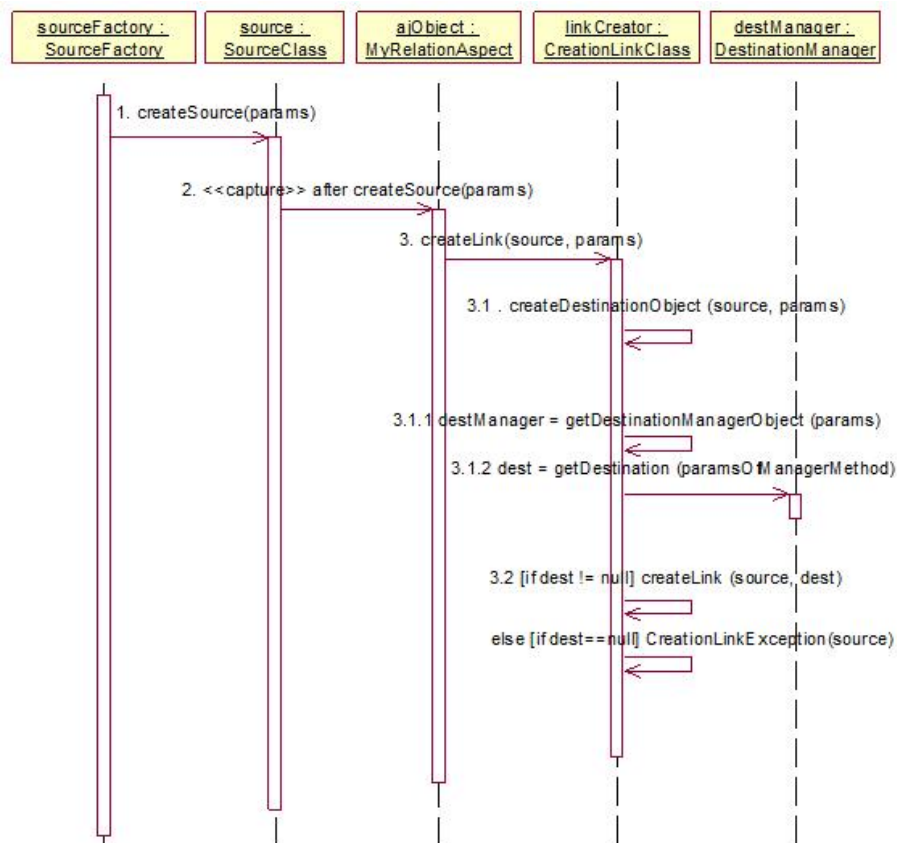 sourceFactory :
SourceFactory
source :
SourceClass
ajObject :
MyRelationAspect
linkCreator :
CreationLinkClass
destManager :
DestinationManager
1. createSource(params)
2. <<capture>> after createSource(params)
3. createLink(source, params)
3.1 . createDestinationObject (source, params)
3.1.1 destManager = getDestinationManagerObject (params)
3.1.2 dest = getDestination (paramsOfManagerMethod)
3.2 [if dest != null] createLink (source, dest)
else [if dest==null] CreationLinkException(source)